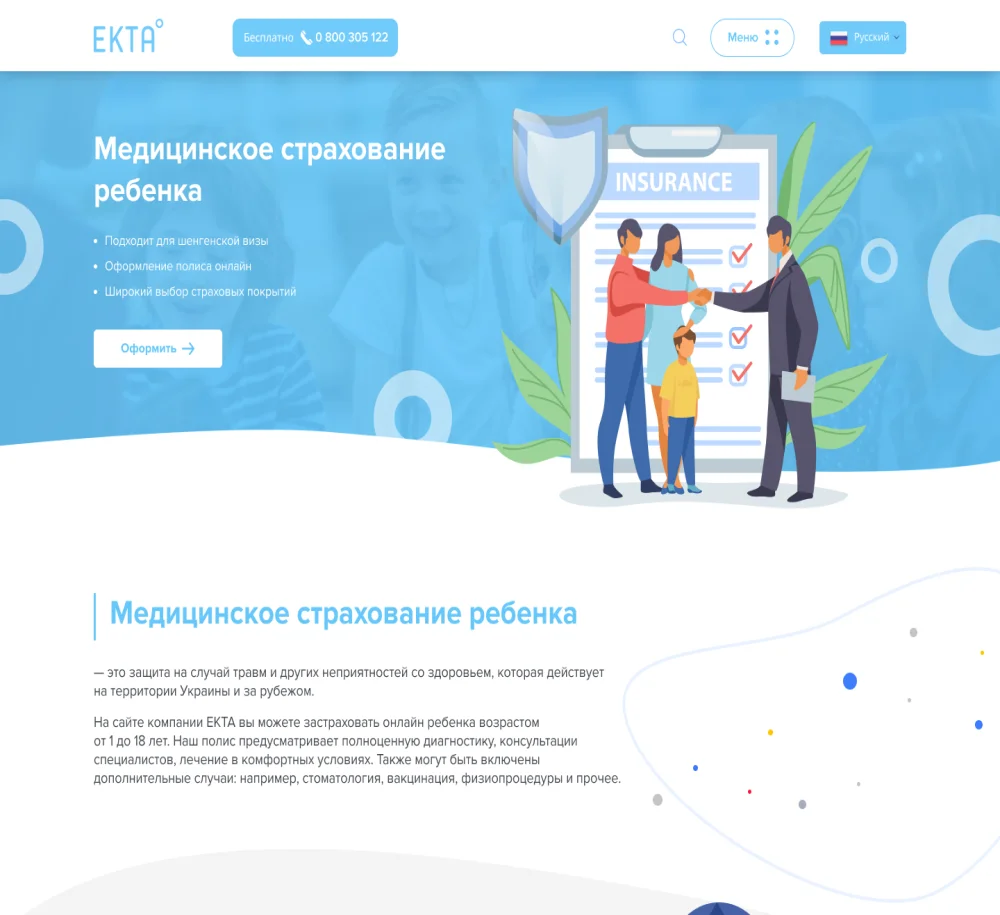 EKTA°
Бесплатно 0 800 305 122
Меню
Русский
Медицинское страхование
ребенка
• Подходит для шенгенской визы
• Оформление полиса онлайн
• Широкий выбор страховых покрытий
Оформить →
INSURANCE
Медицинское страхование ребенка
— это защита на случай травм и других неприятностей со здоровьем, которая действует
на территории Украины и за рубежом.
На сайте компании ЕКТА вы можете застраховать онлайн ребенка возрастом
от 1 до 18 лет. Наш полис предусматривает полноценную диагностику, консультации
специалистов, лечение в комфортных условиях. Также могут быть включены
дополнительные случаи: например, стоматология, вакцинация, физиопроцедуры и прочее.